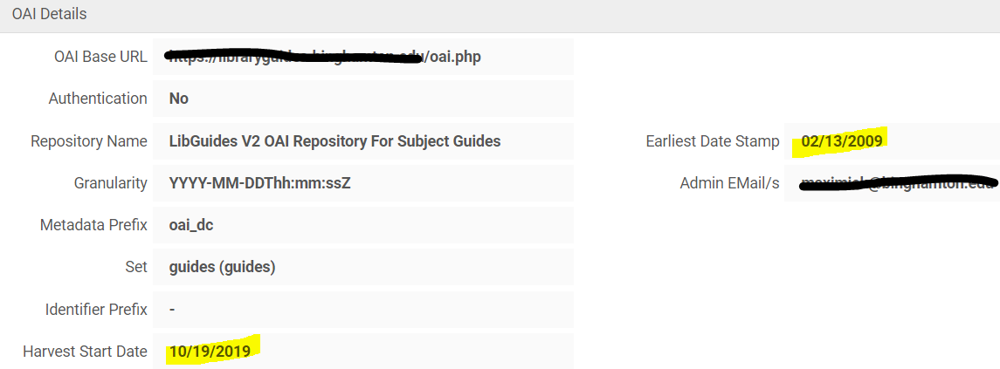 OAI Details
OAI Base URL /oai.php
Authentication No
Repository Name LibGuides V2 OAI Repository For Subject Guides Earliest Date Stamp 02/13/2009
Granularity YYYY-MM-DDThh:mm:ssZ Admin EMail/s
Metadata Prefix oai_dc
Set guides (guides)
Identifier Prefix -
Harvest Start Date 10/19/2019